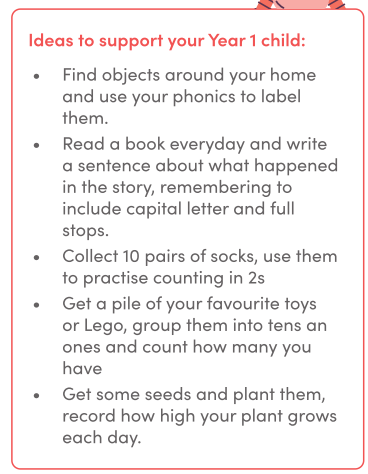 Ideas to support your Year 1 child:
• Find objects around your home
and use your phonics to label
them.
• Read a book everyday and write
a sentence about what happened
in the story, remembering to
include capital letter and full
stops.
• Collect 10 pairs of socks, use them
to practise counting in 2s
• Get a pile of your favourite toys
or Lego, group them into tens an
ones and count how many you
have
• Get some seeds and plant them,
record how high your plant grows
each day.